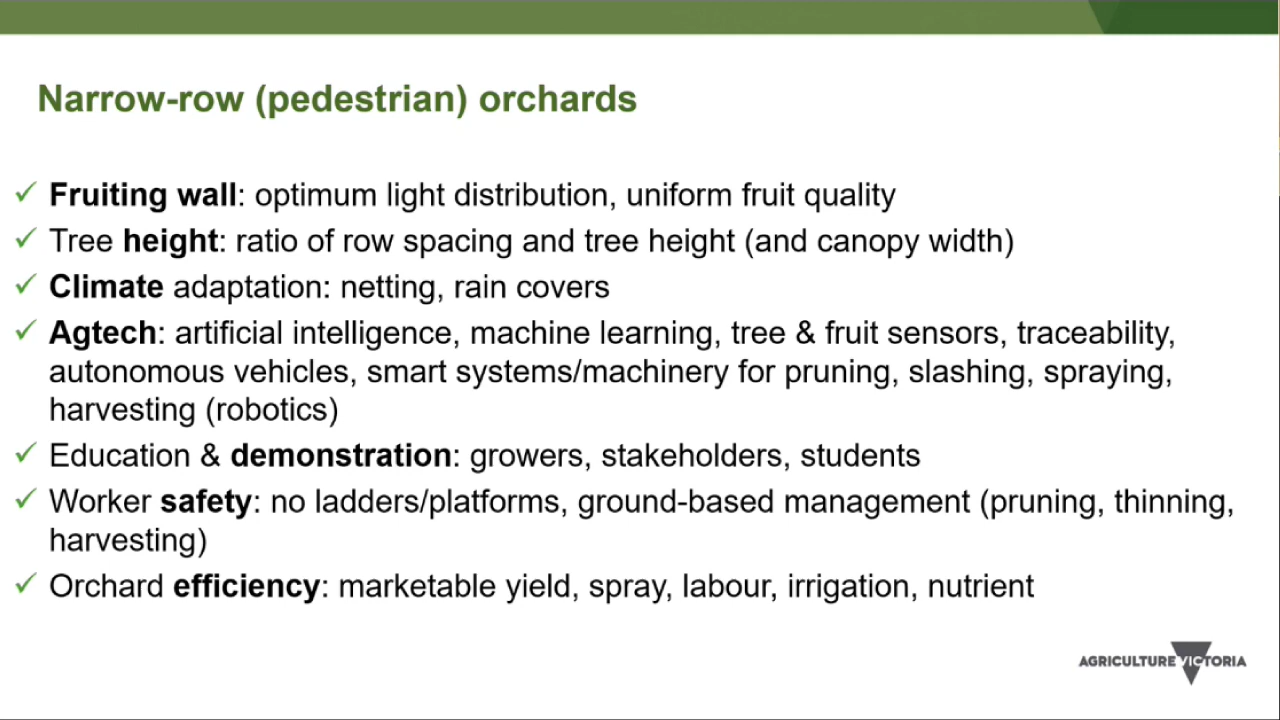 Narrow-row (pedestrian) orchards
✓ Fruiting wall: optimum light distribution, uniform fruit quality
✓ Tree height: ratio of row spacing and tree height (and canopy width)
✓ Climate adaptation: netting, rain covers
✓ Agtech: artificial intelligence, machine learning, tree & fruit sensors, traceability,
autonomous vehicles, smart systems/machinery for pruning, slashing, spraying,
harvesting (robotics)
✓ Education & demonstration: growers, stakeholders, students
✓ Worker safety: no ladders/platforms, ground-based management (pruning, thinning,
harvesting)
✓ Orchard efficiency: marketable yield, spray, labour, irrigation, nutrient
AGRICULTURE VICTORIA